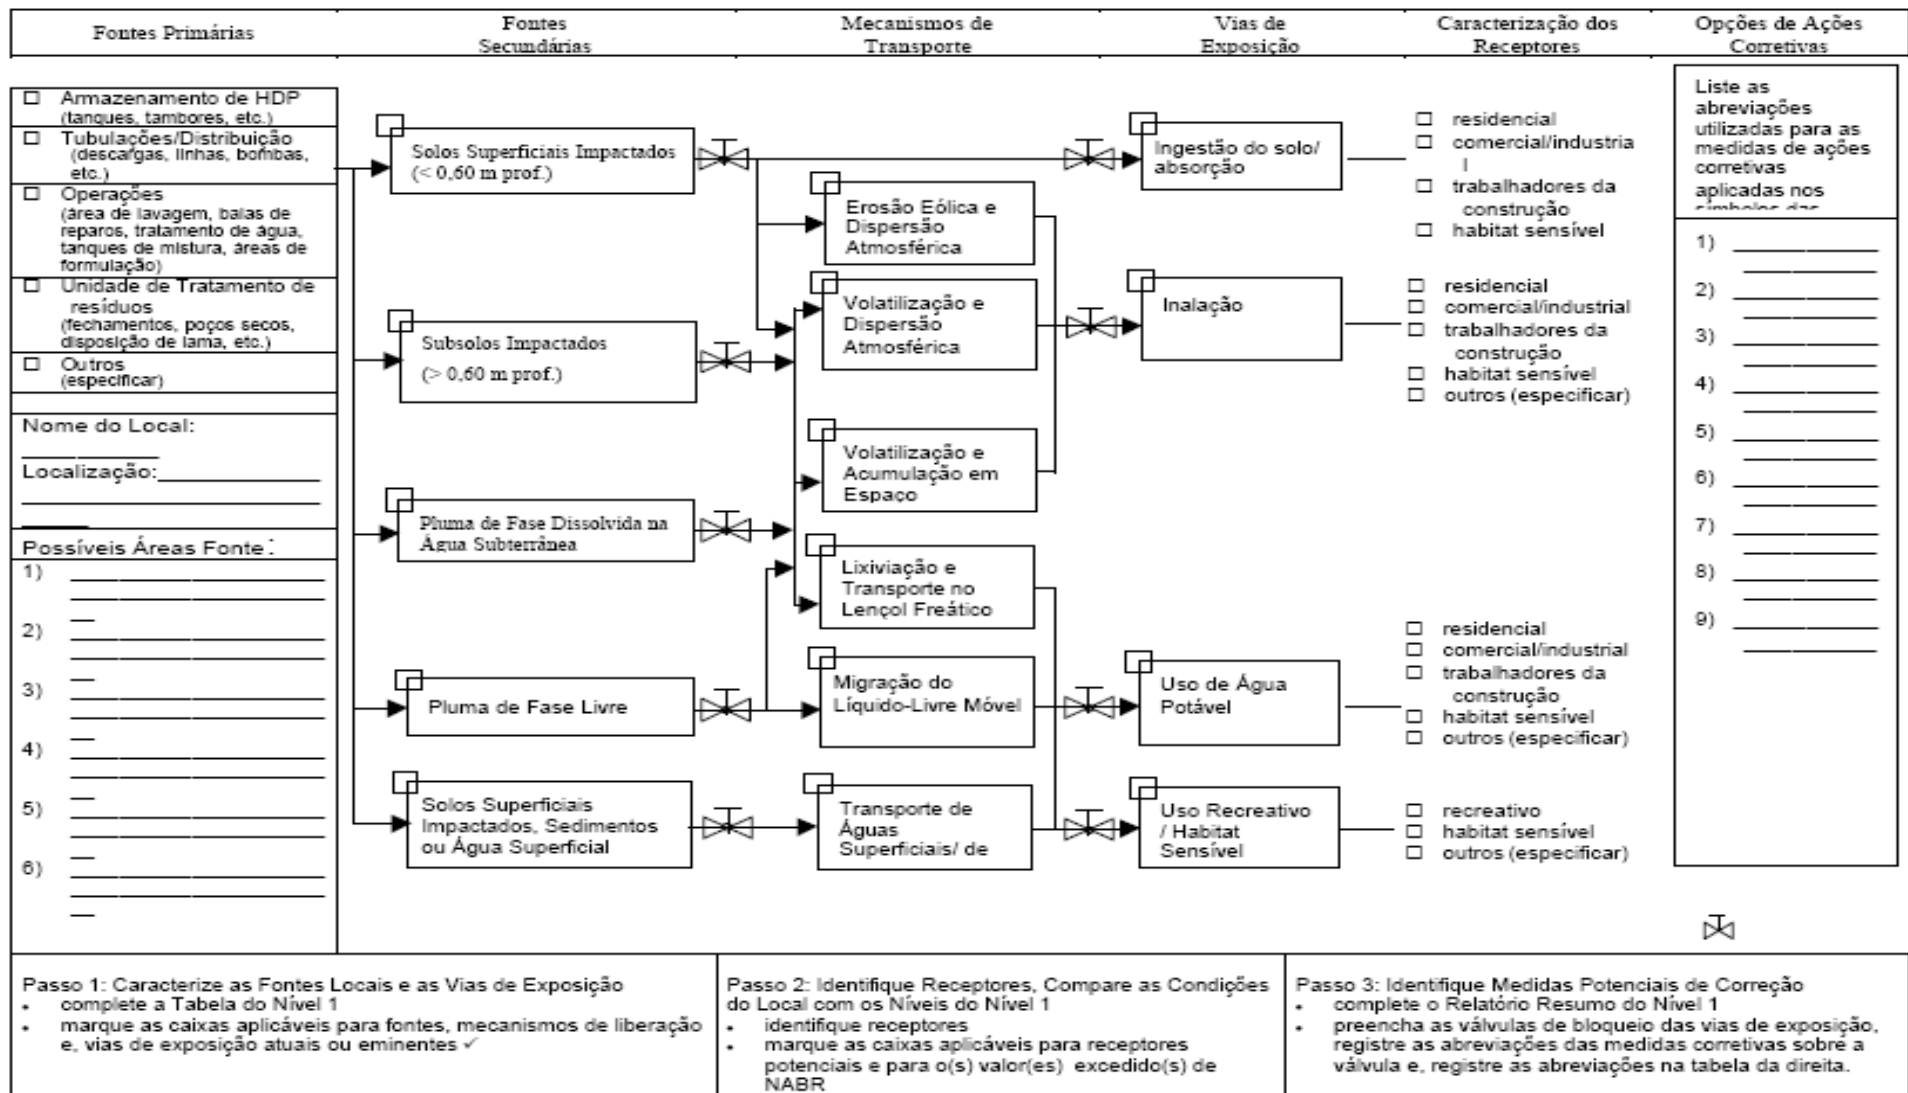 Fontes Primárias
Fontes
Secundárias
Mecanismos de
Transporte
Vias de
Exposição
Caracterização dos
Receptores
Opções de Ações
Corretivas
☐ Armazenamento de HDP
(tanques, tambores, etc.)
☐ Tubulações/Distribuição
(descargas, linhas, bombas,
etc.)
☐ Operações
(área de lavagem, baias de
reparos, tratamento de água,
tanques de mistura, áreas de
formulação)
☐ Unidade de Tratamento de
resíduos
(fechamentos, poços secos,
disposição de lama, etc.)
☐ Outros
(especificar)
Nome do Local:
Localização:
Possíveis Áreas Fonte:
1)
2)
3)
4)
5)
6)
Solos Superficiais Impactados
(< 0,60 m prof.)
Subsolos Impactados
(> 0,60 m prof.)
Pluma de Fase Dissolvida na
Água Subterrânea
Pluma de Fase Livre
Solos Superficiais
Impactados, Sedimentos
ou Água Superficial
Erosão Eólica e
Dispersão
Atmosférica
Volatilização e
Dispersão
Atmosférica
Volatilização e
Acumulação em
Espaço
Lixiviação e
Transporte no
Lençol Freático
Migração do
Líquido-Livre Móvel
Transporte de
Águas
Superficiais/ de
Ingestão do solo/
absorção
Inalação
Uso de Água
Potável
Uso Recreativo
/ Habitat
Sensível
☐ residencial
☐ comercial/industria
l
☐ trabalhadores da
construção
☐ habitat sensível
☐ residencial
☐ comercial/industrial
☐ trabalhadores da
construção
☐ habitat sensível
☐ outros (especificar)
☐ residencial
☐ comercial/industrial
☐ trabalhadores da
construção
☐ habitat sensível
☐ outros (especificar)
☐ recreativo
☐ habitat sensível
☐ outros (especificar)
Liste as
abreviações
utilizadas para as
medidas de ações
corretivas
aplicadas nos
símbolos das
1)
2)
3)
4)
5)
6)
7)
8)
9)
Passo 1: Caracterize as Fontes Locais e as Vias de Exposição
• complete a Tabela do Nível 1
• marque as caixas aplicáveis para fontes, mecanismos de liberação
e, vias de exposição atuais ou eminentes ✓
Passo 2: Identifique Receptores, Compare as Condições
do Local com os Níveis do Nível 1
• identifique receptores
• marque as caixas aplicáveis para receptores
potenciais e para o(s) valor(es) excedido(s) de
NABR
Passo 3: Identifique Medidas Potenciais de Correção
• complete o Relatório Resumo do Nível 1
• preencha as válvulas de bloqueio das vias de exposição,
registre as abreviações das medidas corretivas sobre a
válvula e, registre as abreviações na tabela da direita.